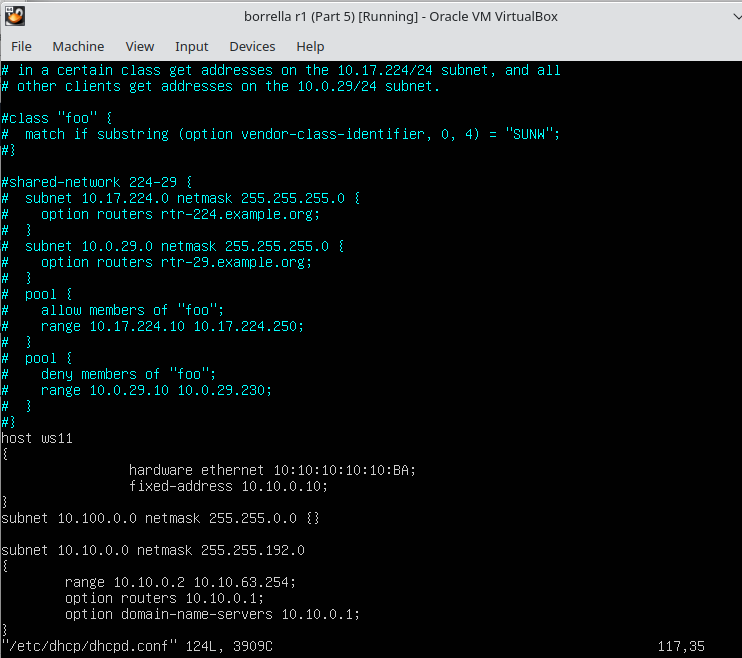 borrella r1 (Part 5) [Running] - Oracle VM VirtualBox
File Machine View Input Devices Help
# in a certain class get addresses on the 10.17.224/24 subnet, and all
# other clients get addresses on the 10.0.29/24 subnet.
#class "foo" {
#  match if substring (option vendor-class-identifier, 0, 4) = "SUNW";
#}
#shared-network 224-29 {
#  subnet 10.17.224.0 netmask 255.255.255.0 {
#    option routers rtr-224.example.org;
#  }
#  subnet 10.0.29.0 netmask 255.255.255.0 {
#    option routers rtr-29.example.org;
#  }
#  pool {
#    allow members of "foo";
#    range 10.17.224.10 10.17.224.250;
#  }
#  pool {
#    deny members of "foo";
#    range 10.0.29.10 10.0.29.230;
#  }
#}
host ws11
{
                hardware ethernet 10:10:10:10:10:BA;
                fixed-address 10.10.0.10;
}
subnet 10.100.0.0 netmask 255.255.0.0 {}
subnet 10.10.0.0 netmask 255.255.192.0
{
        range 10.10.0.2 10.10.63.254;
        option routers 10.10.0.1;
        option domain-name-servers 10.10.0.1;
}
"/etc/dhcp/dhcpd.conf" 124L, 3909C 117,35